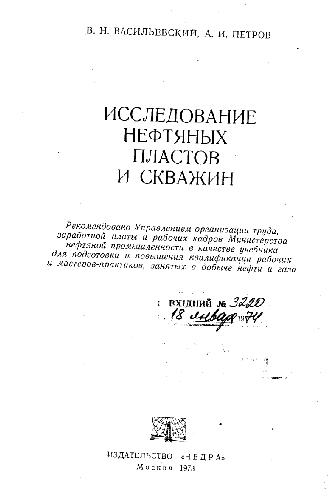 В. Н. ВАСИЛЬЕВСКИЙ, А. И. ПЕТРОВ
ИССЛЕДОВАНИЕ
НЕФТЯНЫХ
ПЛАСТОВ
И СКВАЖИН
Рекомендовано Управлением организации труда,
заработной платы и рабочих кадров Министерства
нефтяной промышленности в качестве учебника
для подготовки и повышения квалификации рабочих
и мастеров-практиков, занятых в добыче нефти и газа
ВХІДНИЙ № 3220
18 января 1974
ИЗДАТЕЛЬСТВО «НЕДРА»
Москва 1973